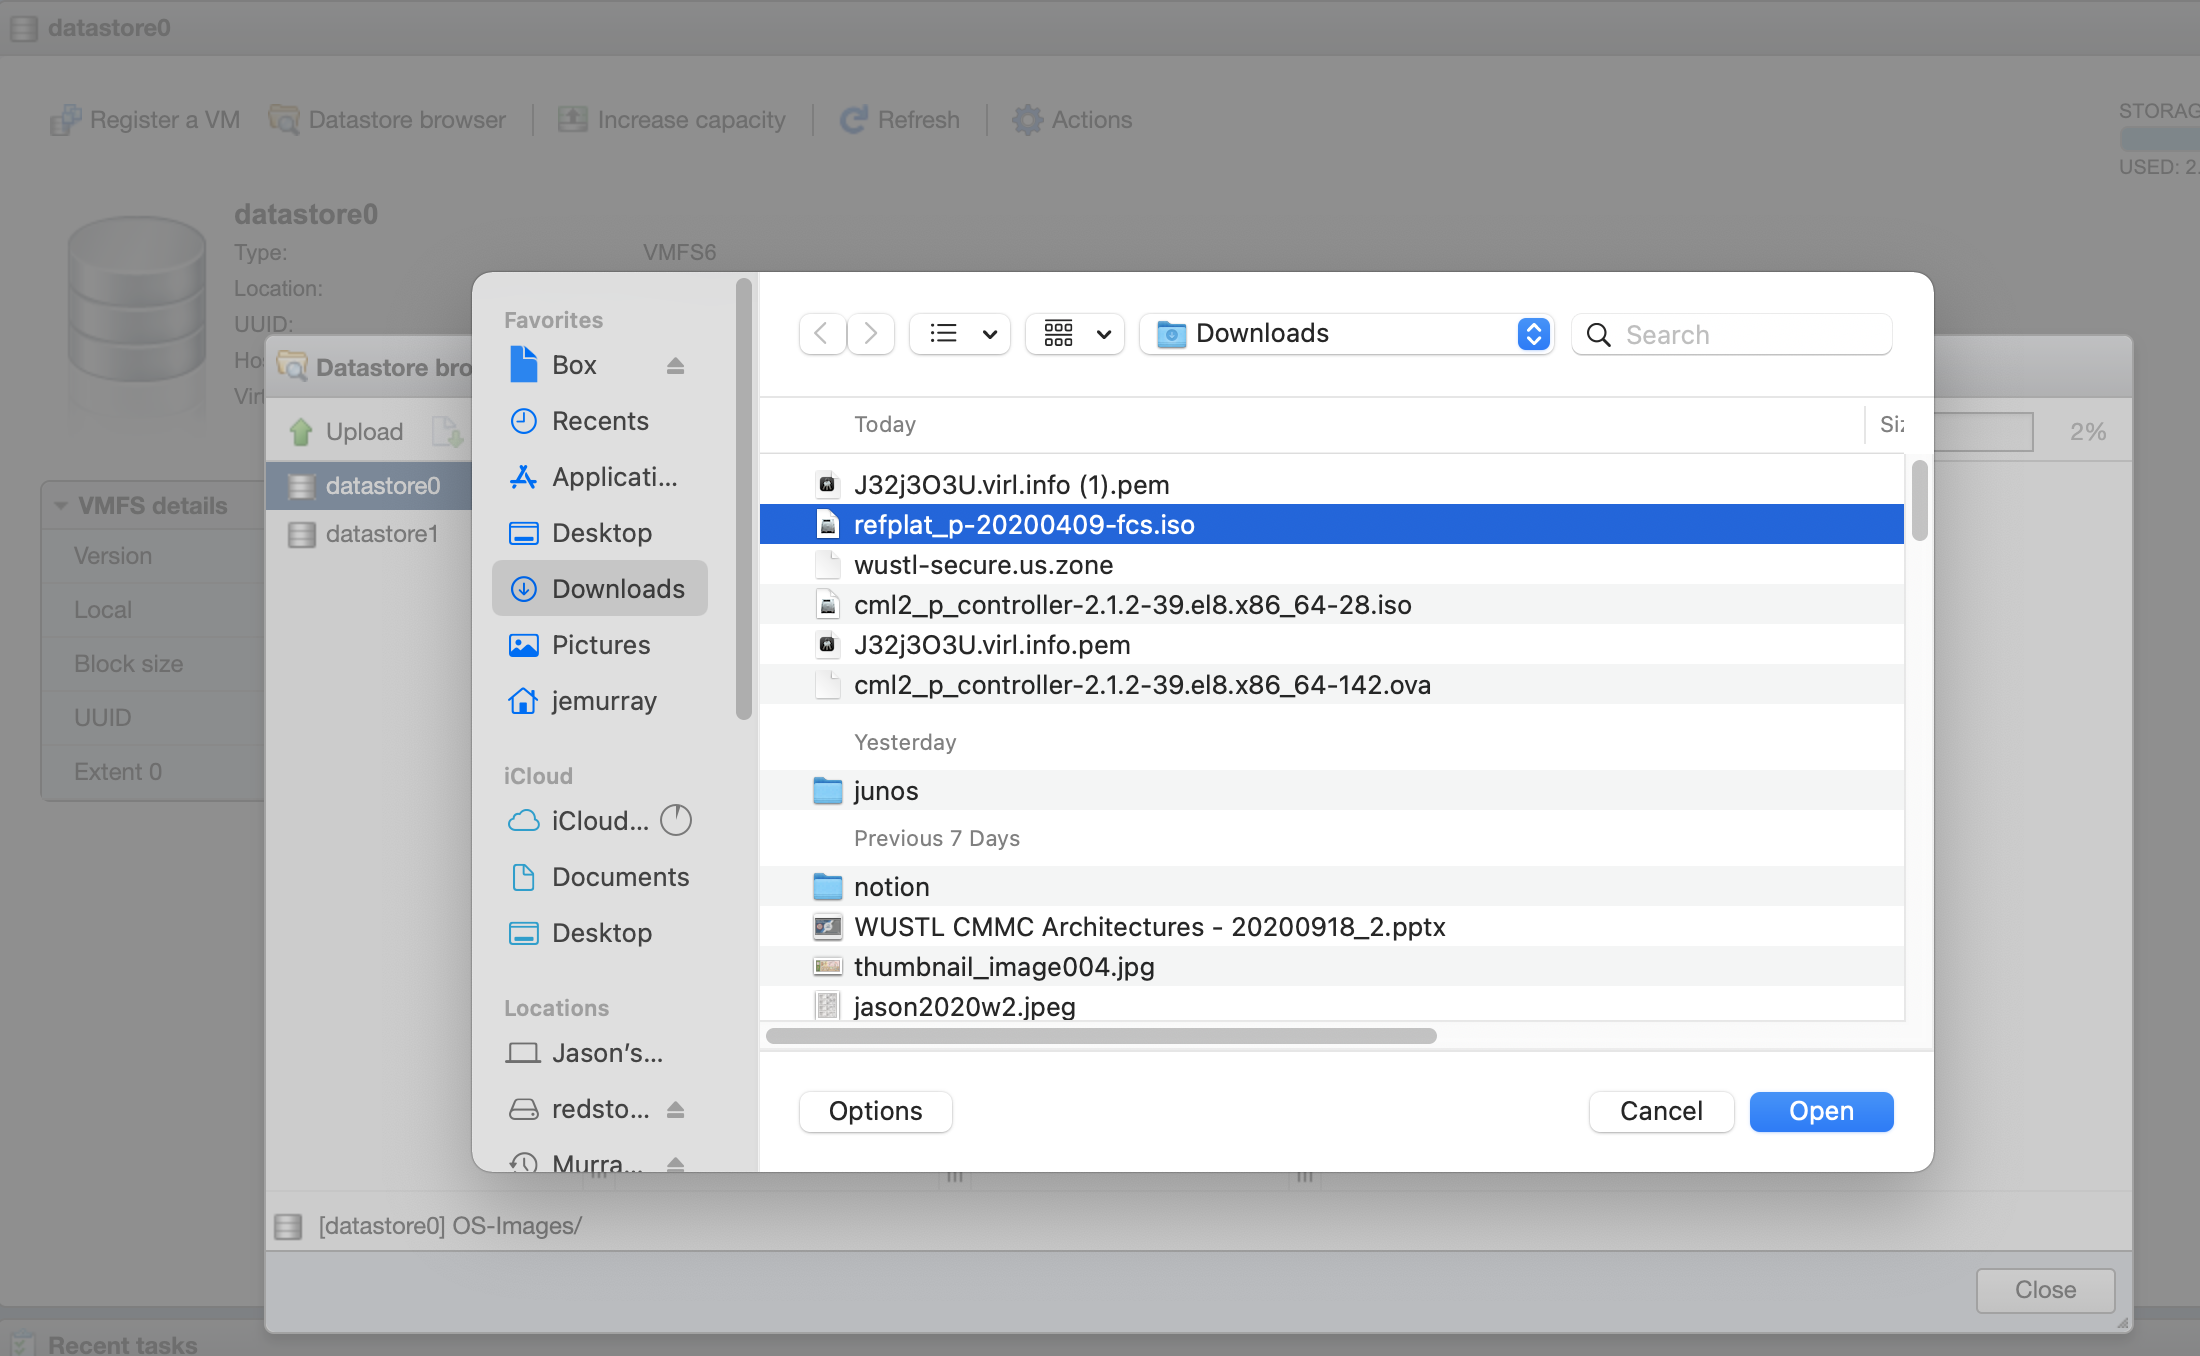 datastore0
Register a VM
Datastore browser
Increase capacity
Refresh
Actions
STORAG
USED: 2.
datastore0
Type:
VMFS6
Location:
UUID:
Hos
Virt
VMFS details
Version
Local
Block size
UUID
Extent 0
Datastore bro
Upload
2%
datastore0
datastore1
Favorites
Box
Recents
Applicati...
Desktop
Downloads
Pictures
jemurray
iCloud
iCloud...
Documents
Desktop
Locations
Jason’s...
redsto...
Murra...
Downloads
Search
Today
Siz
J32j3O3U.virl.info (1).pem
refplat_p-20200409-fcs.iso
wustl-secure.us.zone
cml2_p_controller-2.1.2-39.el8.x86_64-28.iso
J32j3O3U.virl.info.pem
cml2_p_controller-2.1.2-39.el8.x86_64-142.ova
Yesterday
junos
Previous 7 Days
notion
WUSTL CMMC Architectures - 20200918_2.pptx
thumbnail_image004.jpg
jason2020w2.jpeg
Options
Cancel
Open
[datastore0] OS-Images/
Close
Recent tasks